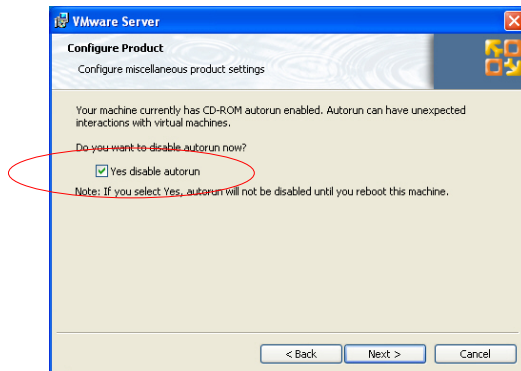 VMware Server
Configure Product
Configure miscellaneous product settings
Your machine currently has CD-ROM autorun enabled. Autorun can have unexpected
interactions with virtual machines.
Do you want to disable autorun now?
Yes disable autorun
Note: If you select Yes, autorun will not be disabled until you reboot this machine.
< Back Next > Cancel